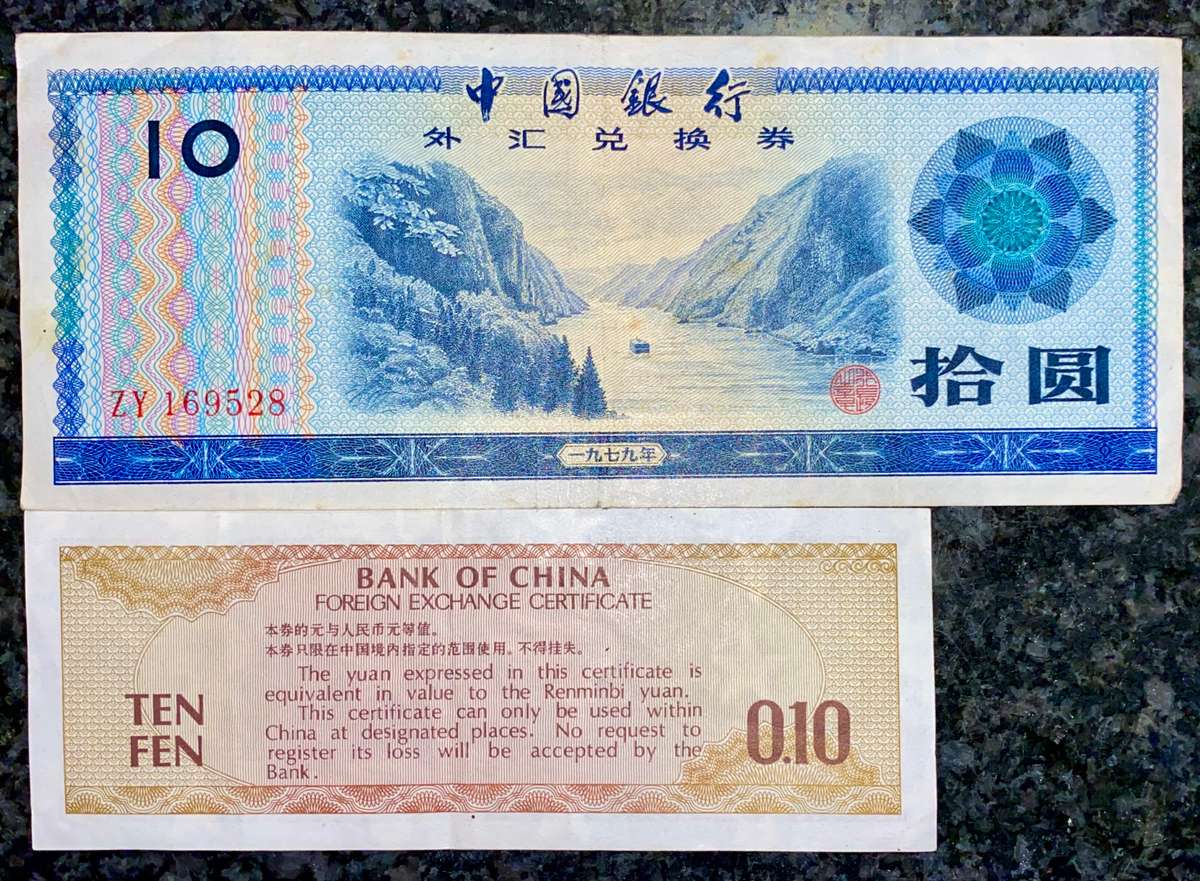 中國銀行
外汇兑换券
10
ZY 169528
拾圆
一九七九年
BANK OF CHINA
FOREIGN EXCHANGE CERTIFICATE
本券的元与人民币元等值。
本券只限在中国境内指定的范围使用。不得挂失。
The yuan expressed in this certificate is
equivalent in value to the Renminbi yuan.
This certificate can only be used within
China at designated places. No request to
register its loss will be accepted by the
Bank.
TEN
FEN
0.10